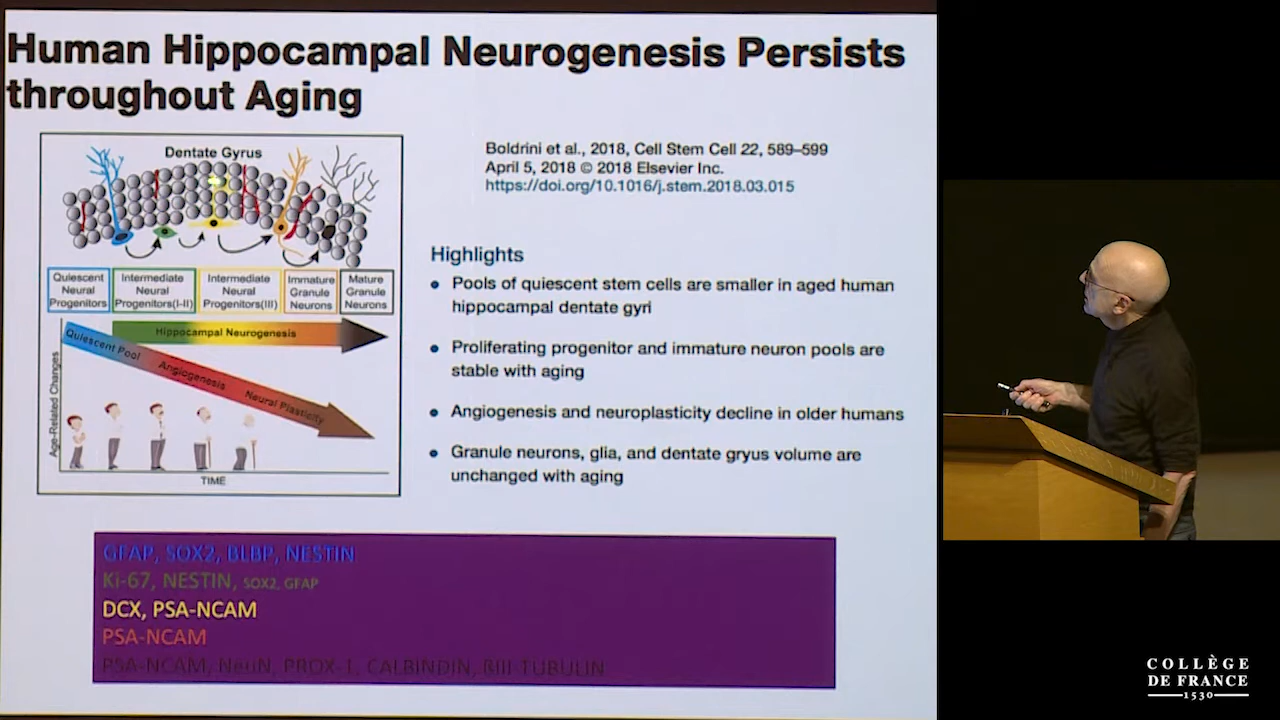 Human Hippocampal Neurogenesis Persists
throughout Aging
Dentate Gyrus
Quiescent
Neural
Progenitors
Intermediate
Neural
Progenitors(I-II)
Intermediate
Neural
Progenitors(III)
Immature
Granule
Neurons
Mature
Granule
Neurons
Hippocampal Neurogenesis
Quiescent Pool
Angiogenesis
Neural Plasticity
Age-Related Changes
TIME
Boldrini et al., 2018, Cell Stem Cell 22, 589–599
April 5, 2018 © 2018 Elsevier Inc.
https://doi.org/10.1016/j.stem.2018.03.015
Highlights
• Pools of quiescent stem cells are smaller in aged human
hippocampal dentate gyri
• Proliferating progenitor and immature neuron pools are
stable with aging
• Angiogenesis and neuroplasticity decline in older humans
• Granule neurons, glia, and dentate gryus volume are
unchanged with aging
GFAP, SOX2, BLBP, NESTIN
Ki-67, NESTIN, SOX2, GFAP
DCX, PSA-NCAM
PSA-NCAM
PSA-NCAM, NeuN, PROX-1, CALBINDIN, BIII-TUBULIN
COLLÈGE
DE FRANCE
1530